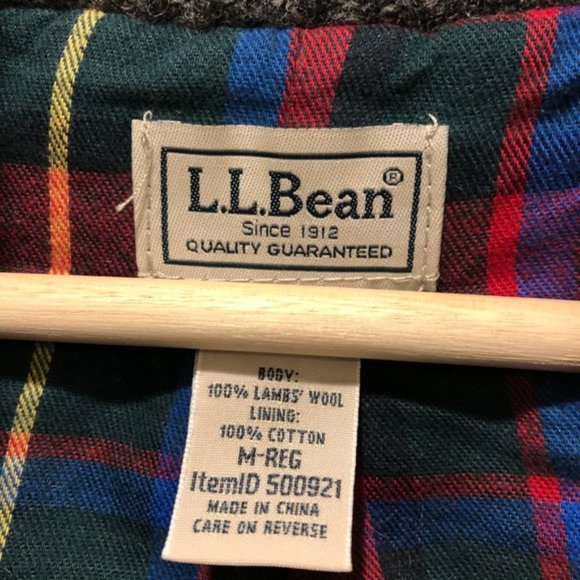 L.L.Bean®
Since 1912
QUALITY GUARANTEED
BODY:
100% LAMBS' WOOL
LINING:
100% COTTON
M-REG
ItemID 500921
MADE IN CHINA
CARE ON REVERSE